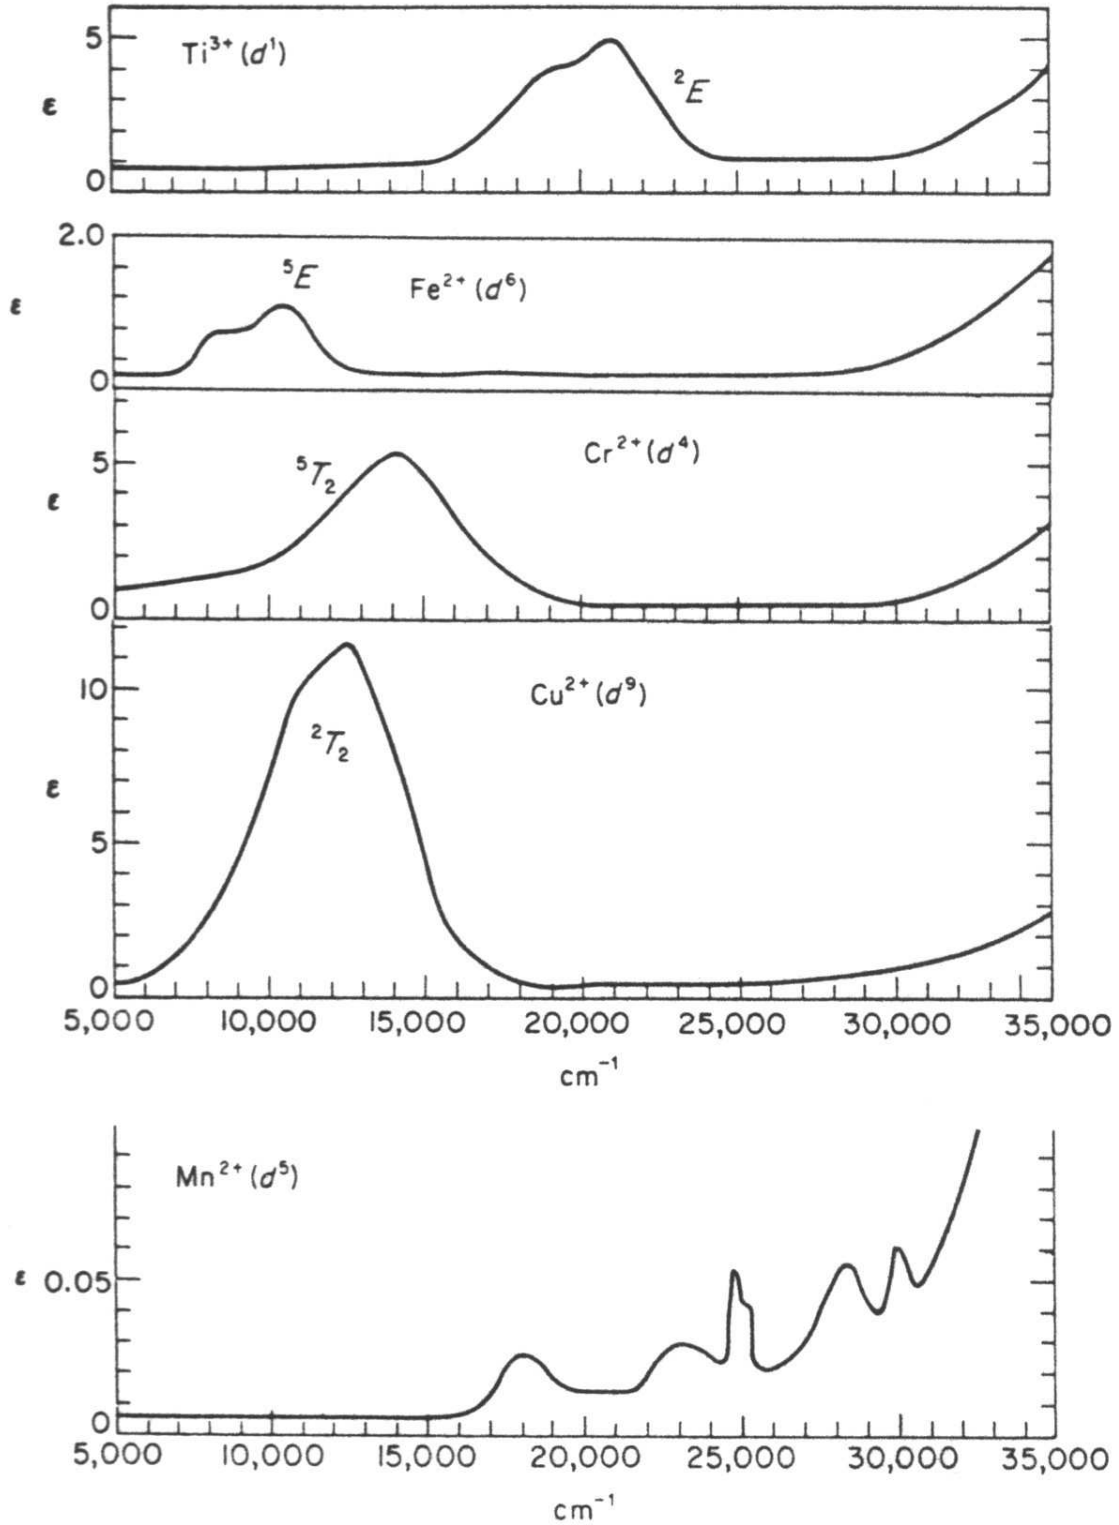 5
Ti³⁺(d¹)
²E
ε
0
2.0
⁵E
Fe²⁺(d⁶)
ε
0
Cr²⁺(d⁴)
5
⁵T₂
ε
0
10
Cu²⁺(d⁹)
²T₂
ε
5
0
5,000 10,000 15,000 20,000 25,000 30,000 35,000
cm⁻¹
Mn²⁺(d⁵)
ε 0.05
0
5,000 10,000 15,000 20,000 25,000 30,000 35,000
cm⁻¹